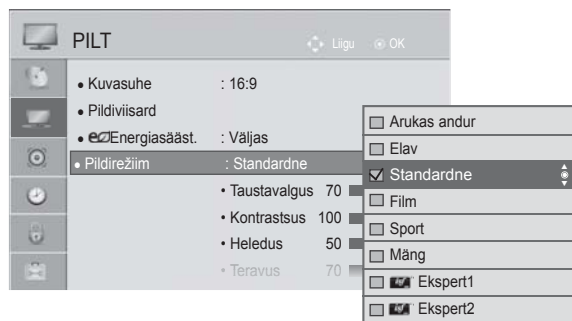 PILT
Liigu OK
• Kuvasuhe : 16:9
• Pildiviisard
• eco Energiasääst. : Väljas
• Pildirežiim : Standardne
• Taustavalgus 70
• Kontrastsus 100
• Heledus 50
• Teravus 70
Arukas andur
Elav
Standardne
Film
Sport
Mäng
Ekspert1
Ekspert2